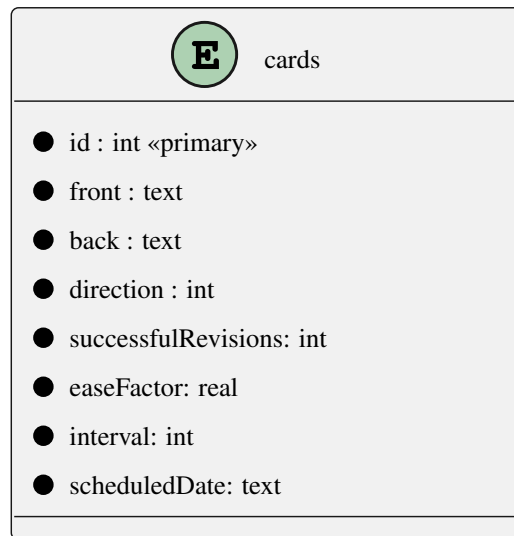 E cards
id : int «primary»
front : text
back : text
direction : int
successfulRevisions: int
easeFactor: real
interval: int
scheduledDate: text